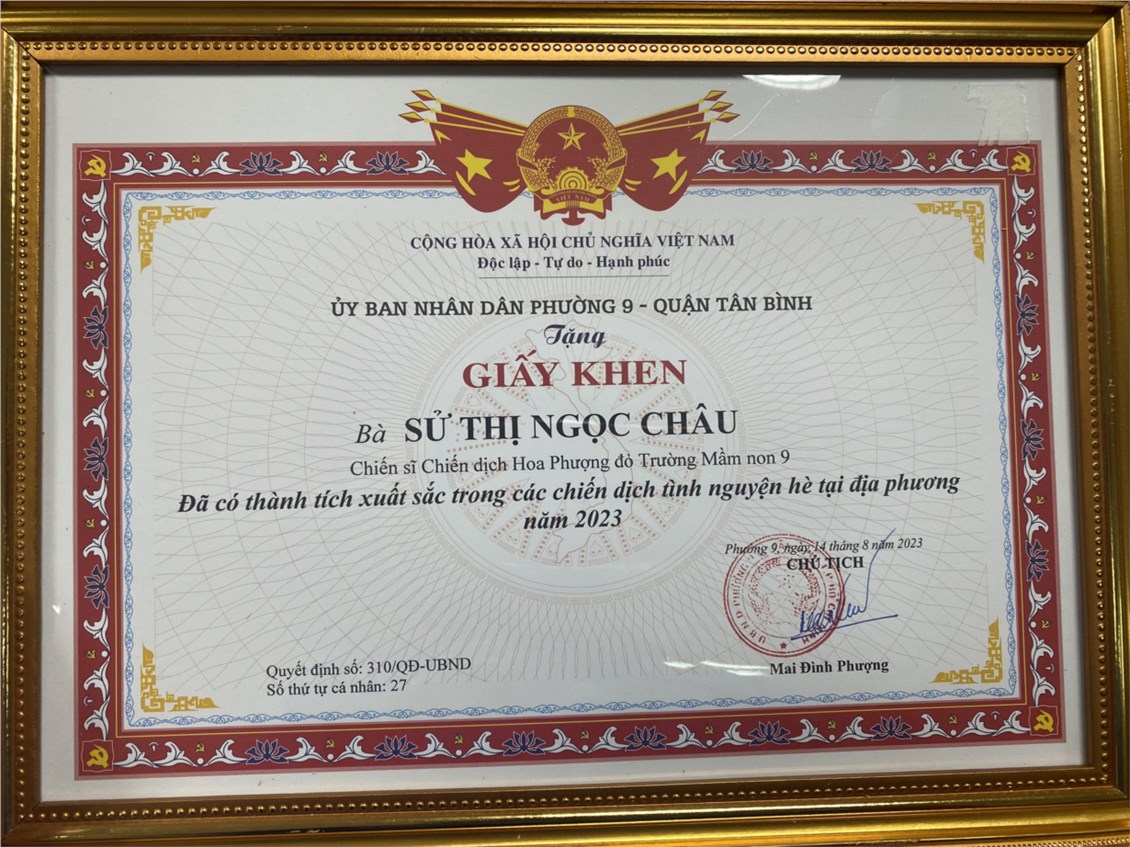 VIỆT NAM
CỘNG HÒA XÃ HỘI CHỦ NGHĨA VIỆT NAM
Độc lập - Tự do - Hạnh phúc
ỦY BAN NHÂN DÂN PHƯỜNG 9 - QUẬN TÂN BÌNH
Tặng
GIẤY KHEN
Bà SỬ THỊ NGỌC CHÂU
Chiến sĩ Chiến dịch Hoa Phượng đỏ Trường Mầm non 9
Đã có thành tích xuất sắc trong các chiến dịch tình nguyện hè tại địa phương
năm 2023
Phường 9, ngày 14 tháng 8 năm 2023
CHỦ TỊCH
Mai Đình Phượng
Quyết định số: 310/QĐ-UBND
Số thứ tự cá nhân: 27